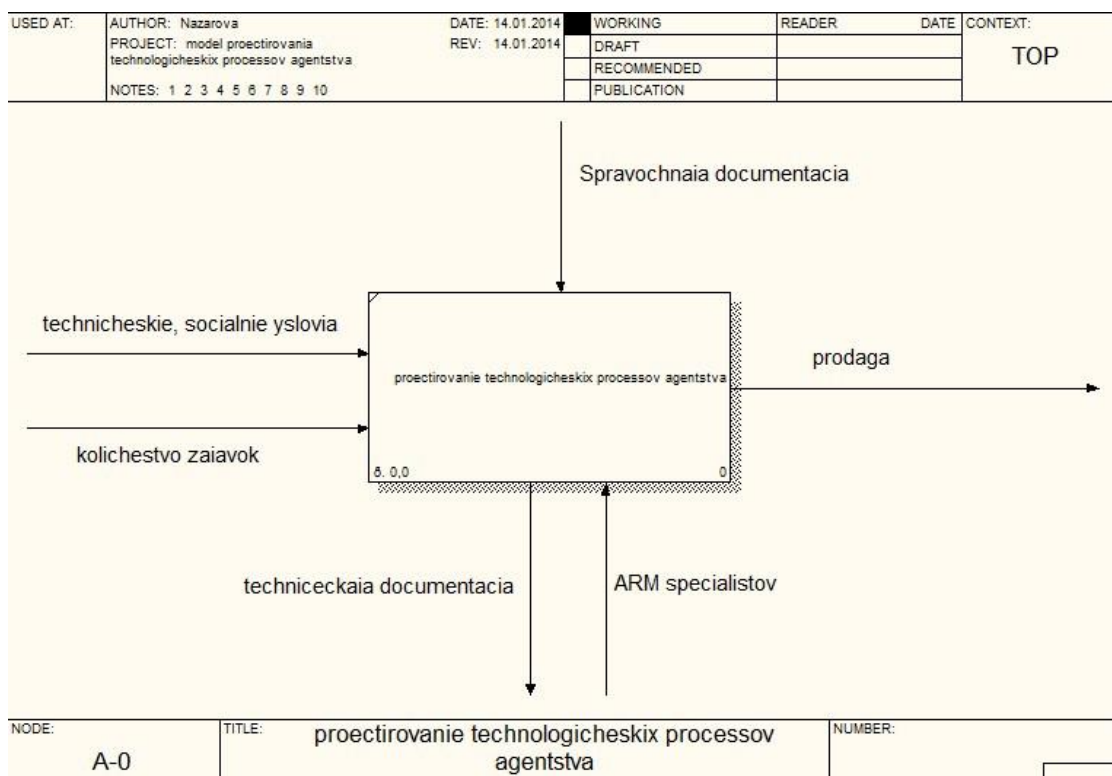 USED AT:
AUTHOR: Nazarova
DATE: 14.01.2014
PROJECT: model proectirovania
technologicheskix processov agentstva
REV: 14.01.2014
NOTES: 1 2 3 4 5 6 7 8 9 10
WORKING
DRAFT
RECOMMENDED
PUBLICATION
READER
DATE
CONTEXT:
TOP
Spravochnaia documentacia
technicheskie, socialnie yslovia
proectirovanie technologicheskix processov agentstva
prodaga
kolichestvo zaiavok
0
techniceckaia documentacia
ARM specialistov
NODE:
A-0
TITLE:
proectirovanie technologicheskix processov
agentstva
NUMBER: